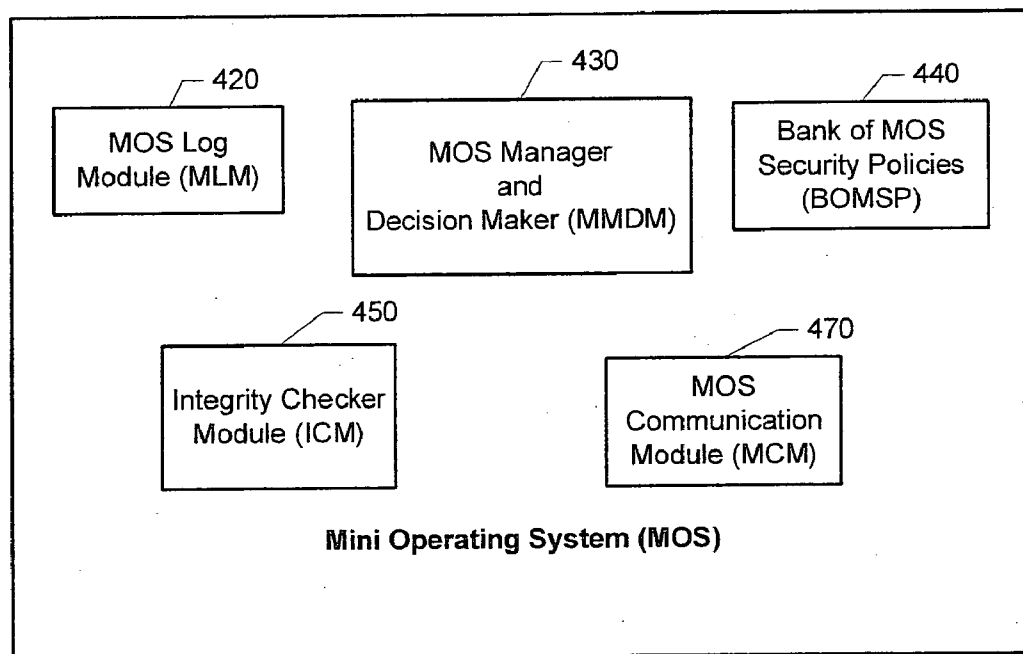 420
MOS Log
Module (MLM)
430
MOS Manager
and
Decision Maker (MMDM)
440
Bank of MOS
Security Policies
(BOMSP)
450
Integrity Checker
Module (ICM)
470
MOS
Communication
Module (MCM)
Mini Operating System (MOS)